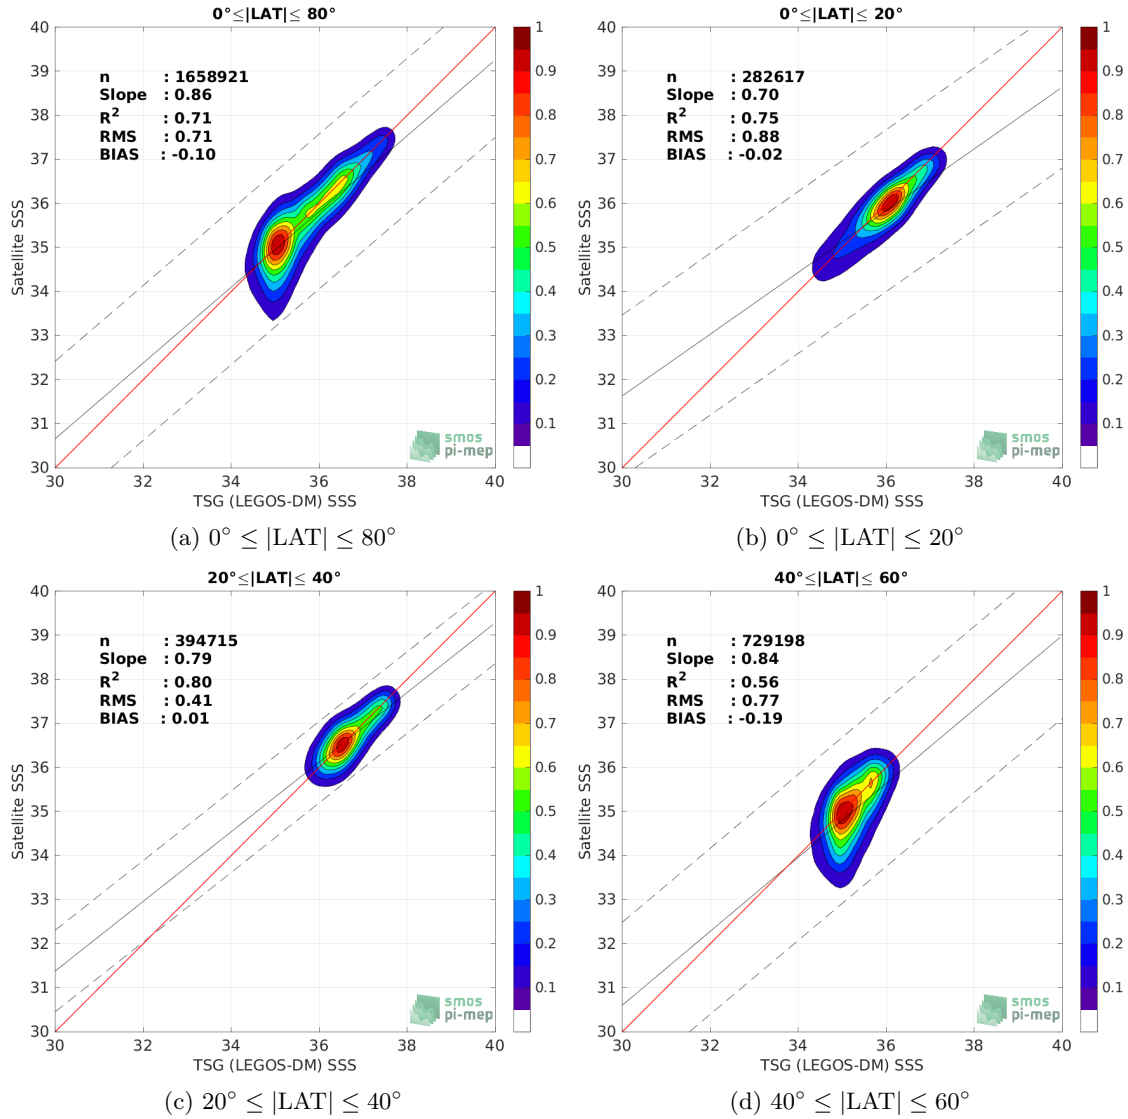 0°≤|LAT|≤ 80°
n : 1658921
Slope : 0.86
R² : 0.71
RMS : 0.71
BIAS : -0.10
40
39
38
37
36
35
34
33
32
31
30
Satellite SSS
30 32 34 36 38 40
TSG (LEGOS-DM) SSS
1
0.9
0.8
0.7
0.6
0.5
0.4
0.3
0.2
0.1
smos
pi-mep
(a) 0° ≤ |LAT| ≤ 80°
0°≤|LAT|≤ 20°
n : 282617
Slope : 0.70
R² : 0.75
RMS : 0.88
BIAS : -0.02
40
39
38
37
36
35
34
33
32
31
30
Satellite SSS
30 32 34 36 38 40
TSG (LEGOS-DM) SSS
1
0.9
0.8
0.7
0.6
0.5
0.4
0.3
0.2
0.1
smos
pi-mep
(b) 0° ≤ |LAT| ≤ 20°
20°≤|LAT|≤ 40°
n : 394715
Slope : 0.79
R² : 0.80
RMS : 0.41
BIAS : 0.01
40
39
38
37
36
35
34
33
32
31
30
Satellite SSS
30 32 34 36 38 40
TSG (LEGOS-DM) SSS
1
0.9
0.8
0.7
0.6
0.5
0.4
0.3
0.2
0.1
smos
pi-mep
(c) 20° ≤ |LAT| ≤ 40°
40°≤|LAT|≤ 60°
n : 729198
Slope : 0.84
R² : 0.56
RMS : 0.77
BIAS : -0.19
40
39
38
37
36
35
34
33
32
31
30
Satellite SSS
30 32 34 36 38 40
TSG (LEGOS-DM) SSS
1
0.9
0.8
0.7
0.6
0.5
0.4
0.3
0.2
0.1
smos
pi-mep
(d) 40° ≤ |LAT| ≤ 60°